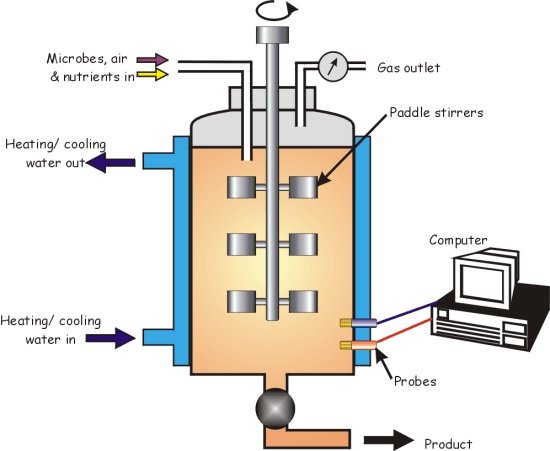 Microbes, air
& nutrients in
Gas outlet
Paddle stirrers
Heating/ cooling
water out
Computer
Heating/ cooling
water in
Probes
Product